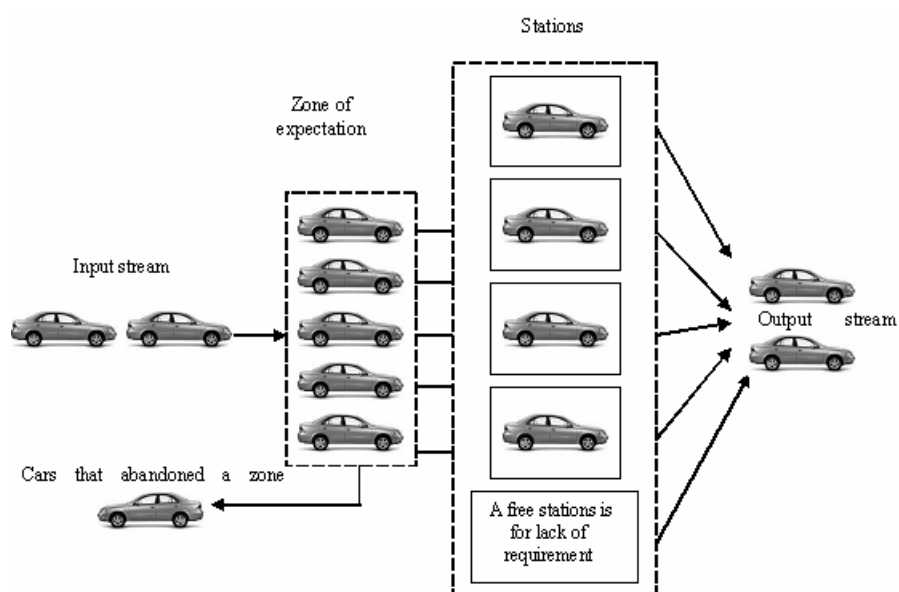 Stations
Zone of
expectation
Input stream
Output stream
Cars that abandoned a zone
A free stations is
for lack of
requirement